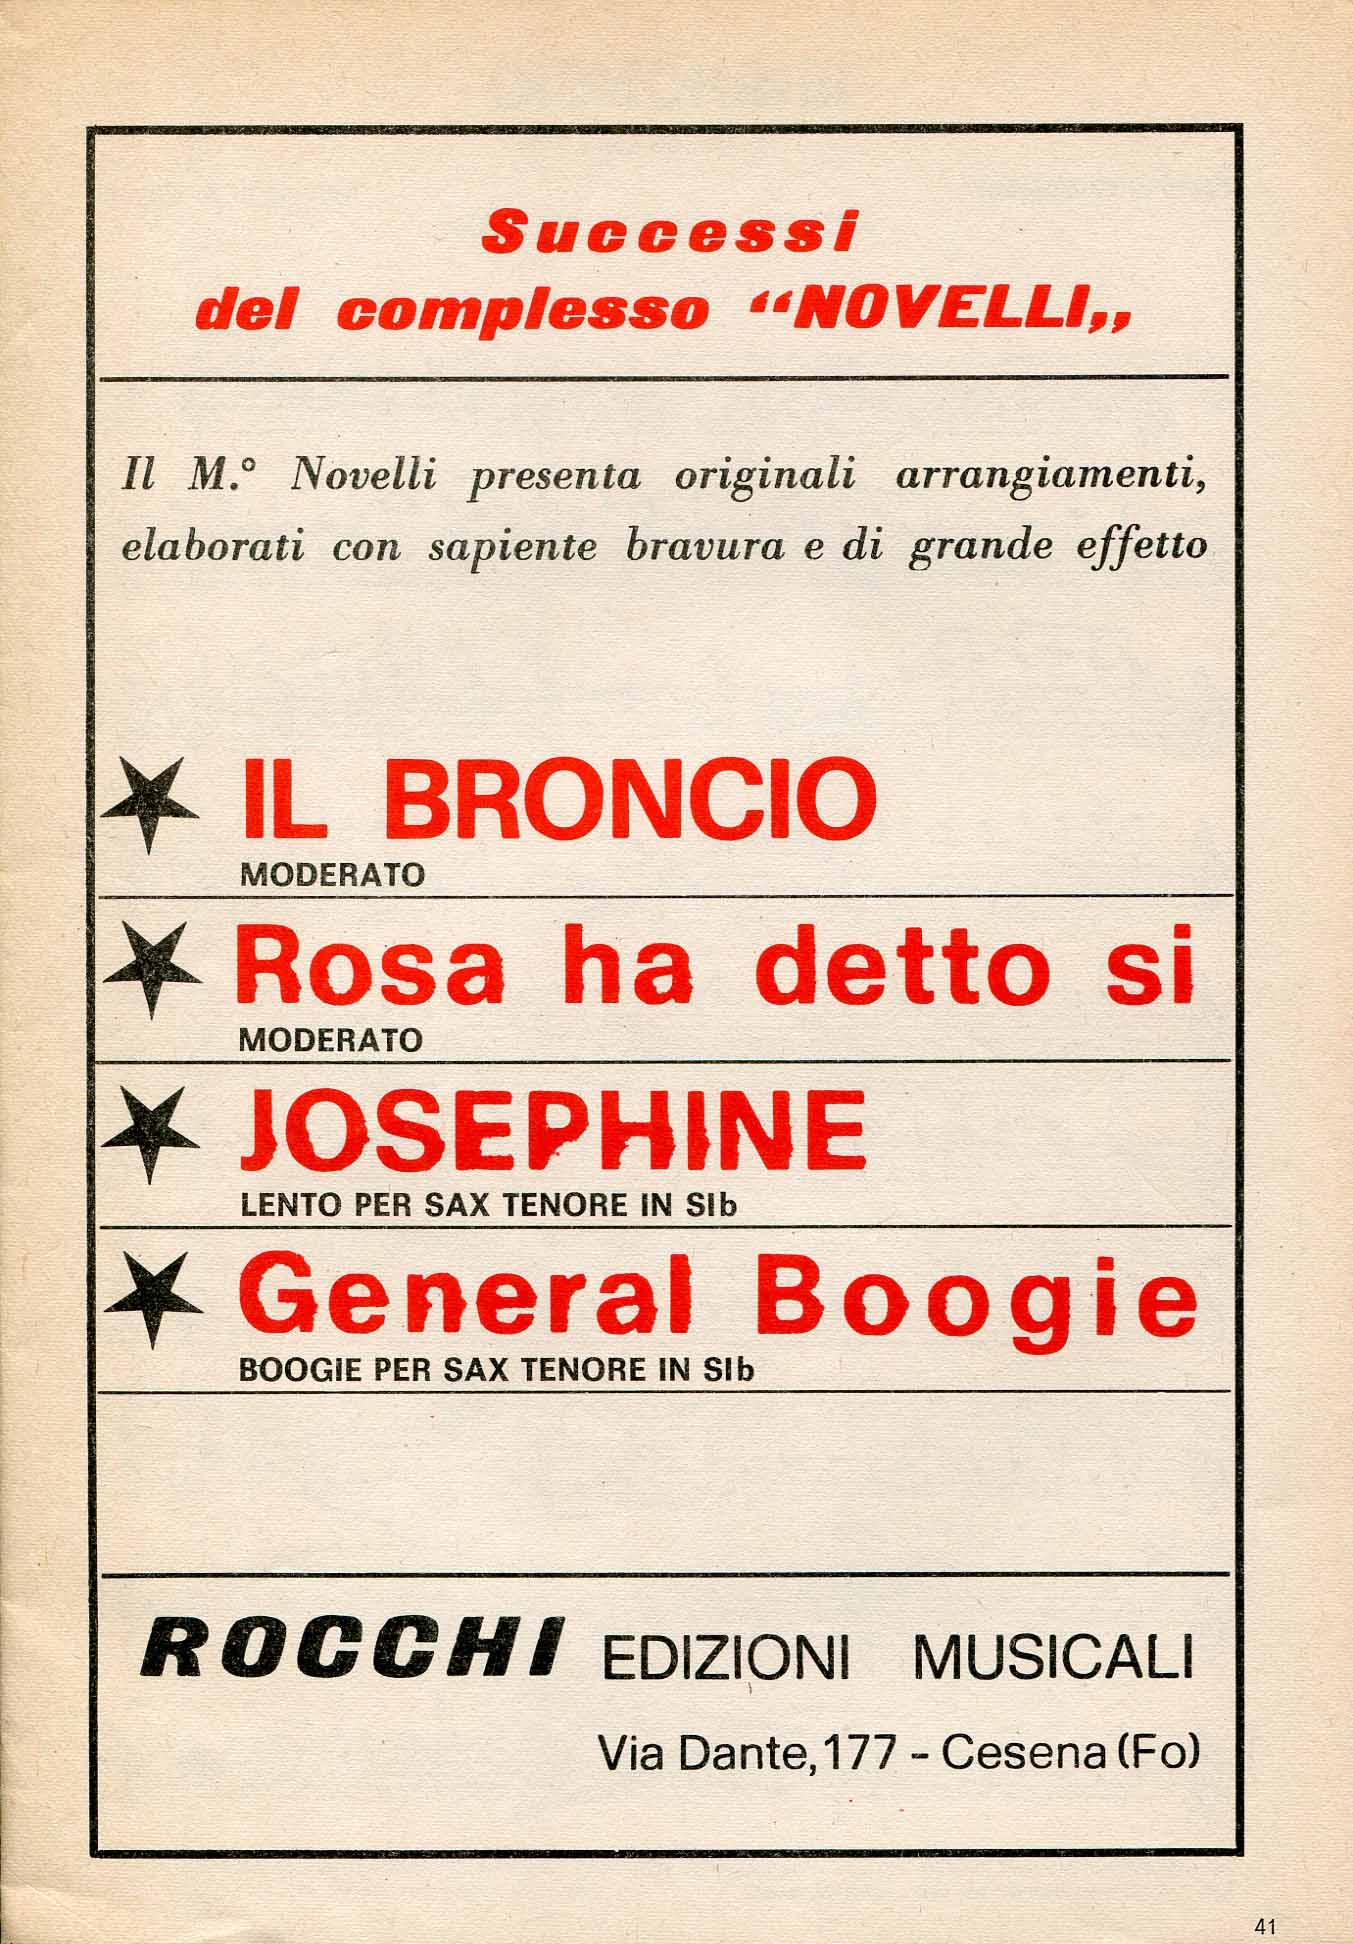 Successi
del complesso “NOVELLI„
Il M.° Novelli presenta originali arrangiamenti,
elaborati con sapiente bravura e di grande effetto
IL BRONCIO
MODERATO
Rosa ha detto si
MODERATO
JOSEPHINE
LENTO PER SAX TENORE IN SIb
General Boogie
BOOGIE PER SAX TENORE IN SIb
ROCCHI EDIZIONI MUSICALI
Via Dante, 177 - Cesena (Fo)
41